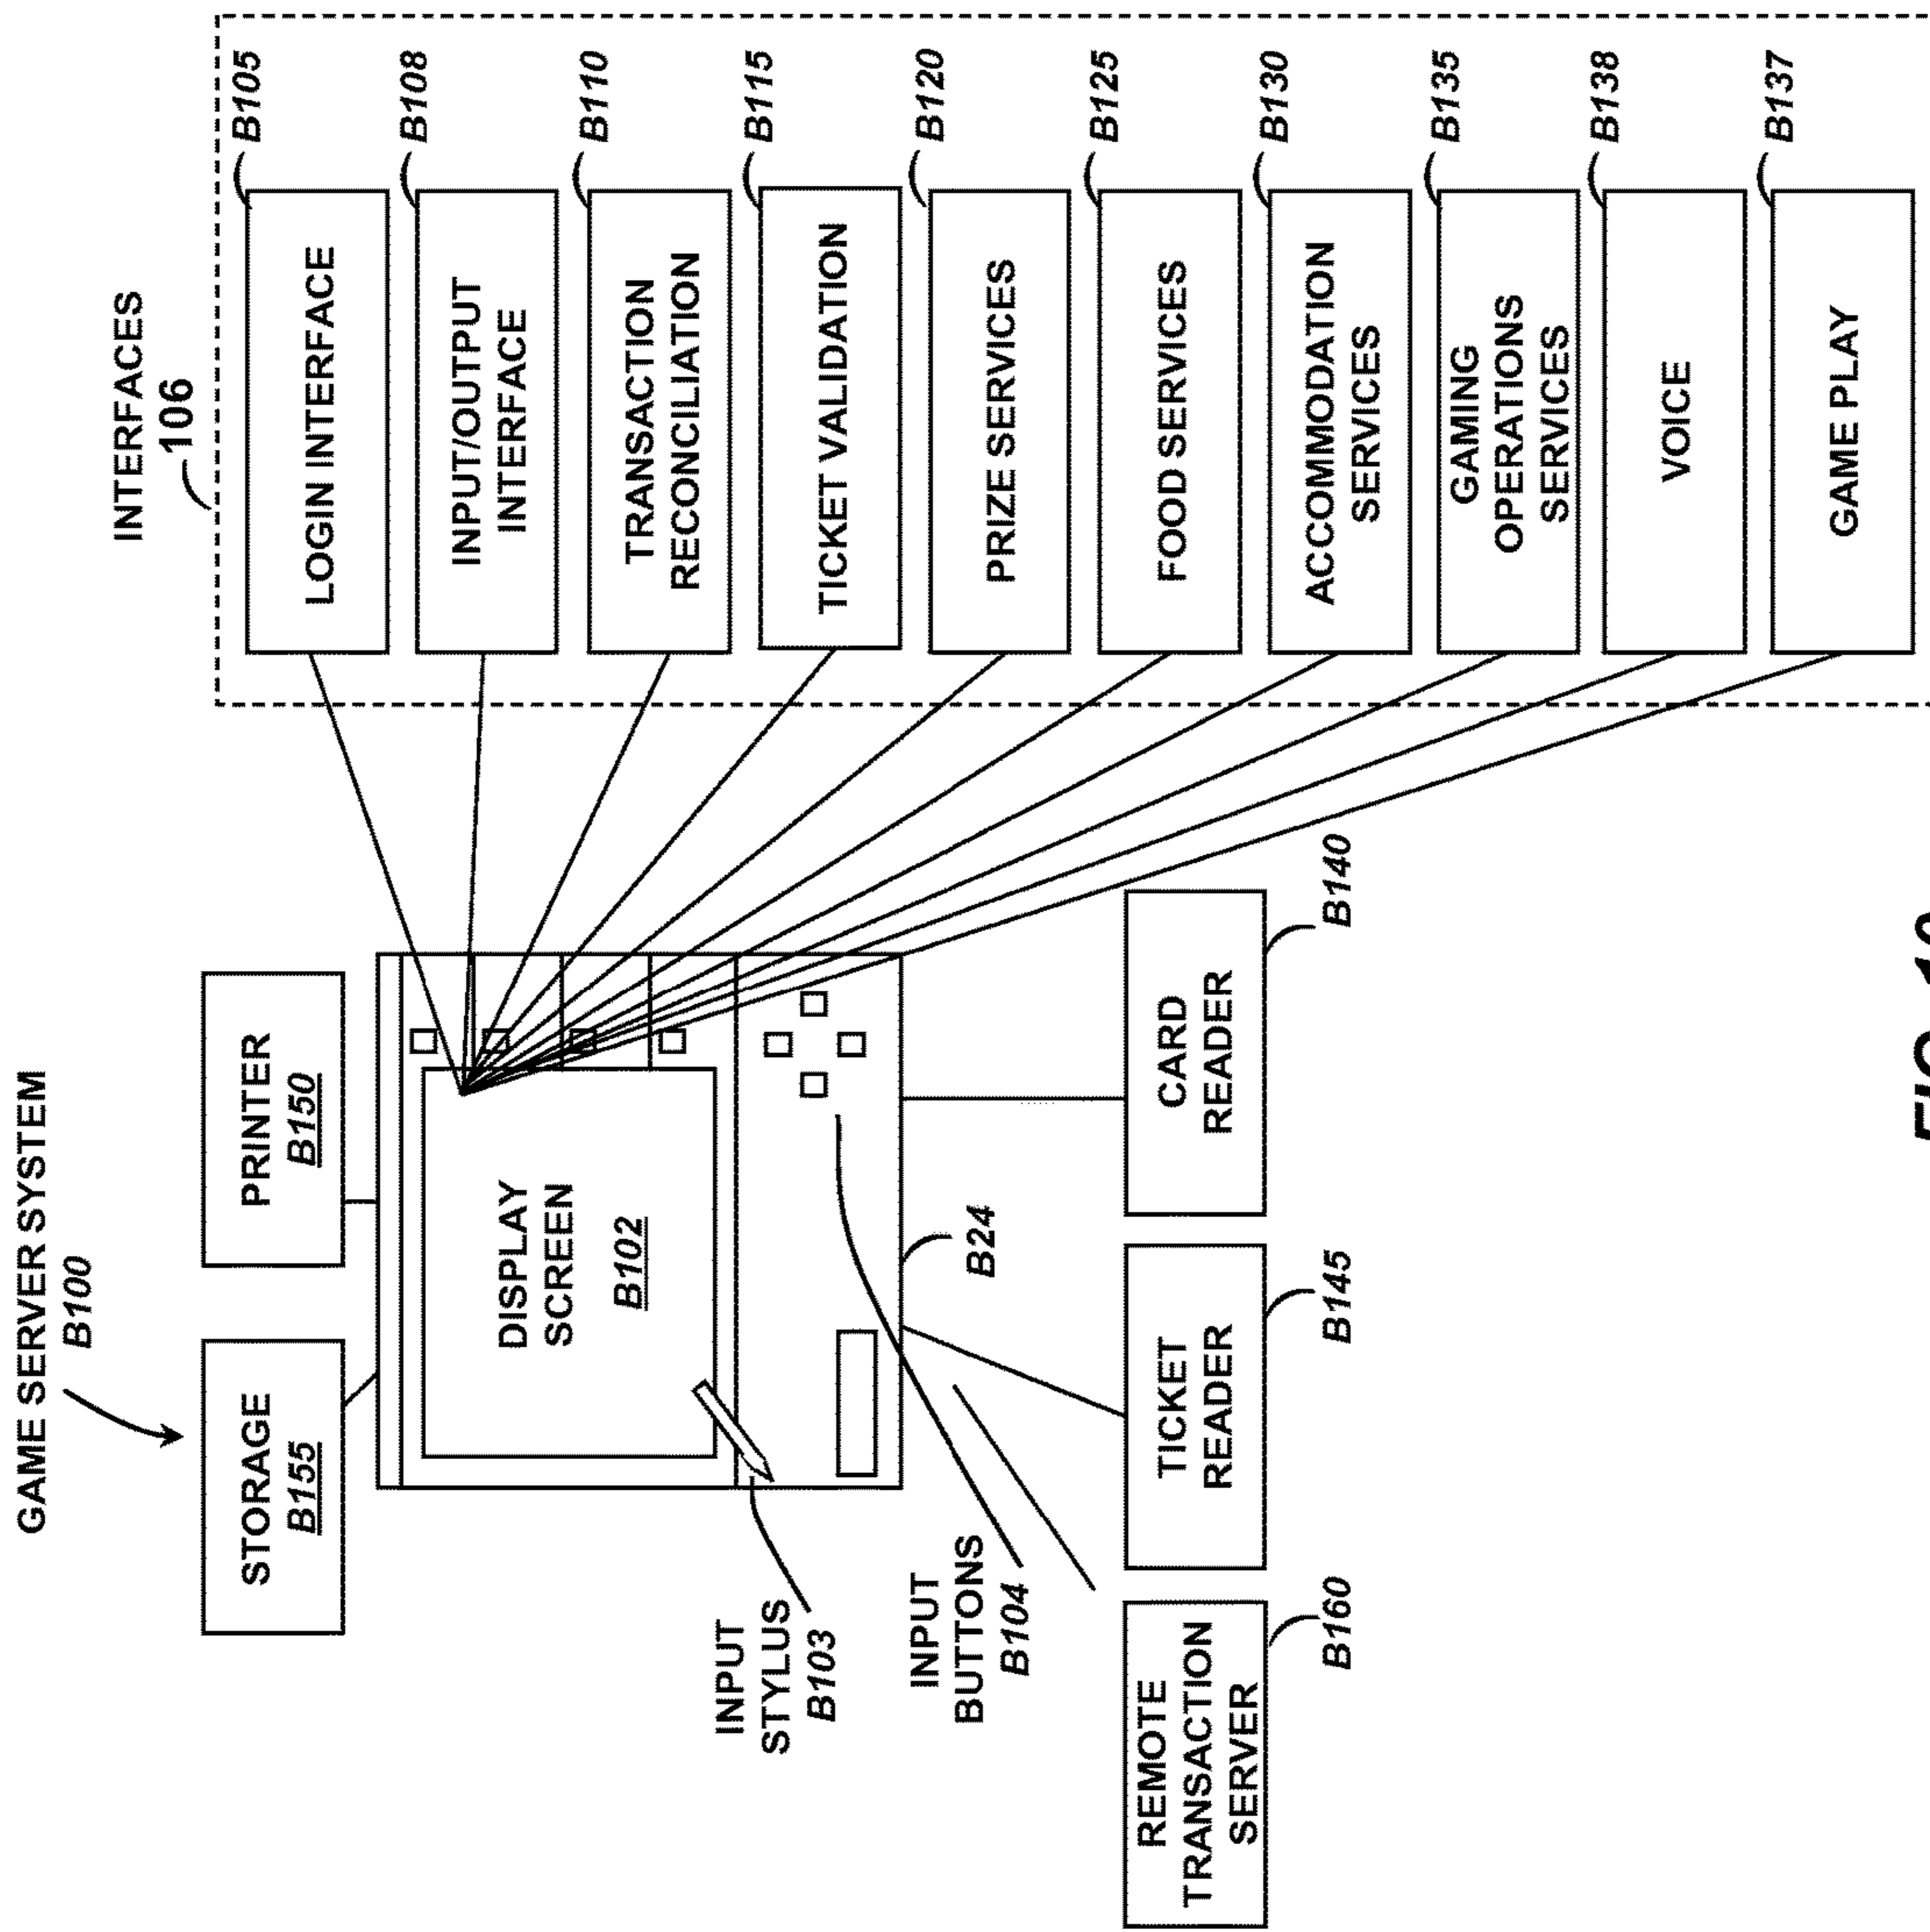 GAME SERVER SYSTEM
B100
INTERFACES
106
STORAGE
B155
PRINTER
B150
DISPLAY
SCREEN
B102
INPUT
STYLUS
B103
INPUT
BUTTONS
B104
B24
REMOTE
TRANSACTION
SERVER
B160
TICKET
READER
B145
CARD
READER
B140
LOGIN INTERFACE
B105
INPUT/OUTPUT
INTERFACE
B108
TRANSACTION
RECONCILIATION
B110
TICKET VALIDATION
B115
PRIZE SERVICES
B120
FOOD SERVICES
B125
ACCOMMODATION
SERVICES
B130
GAMING
OPERATIONS
SERVICES
B135
VOICE
B138
GAME PLAY
B137
FIG